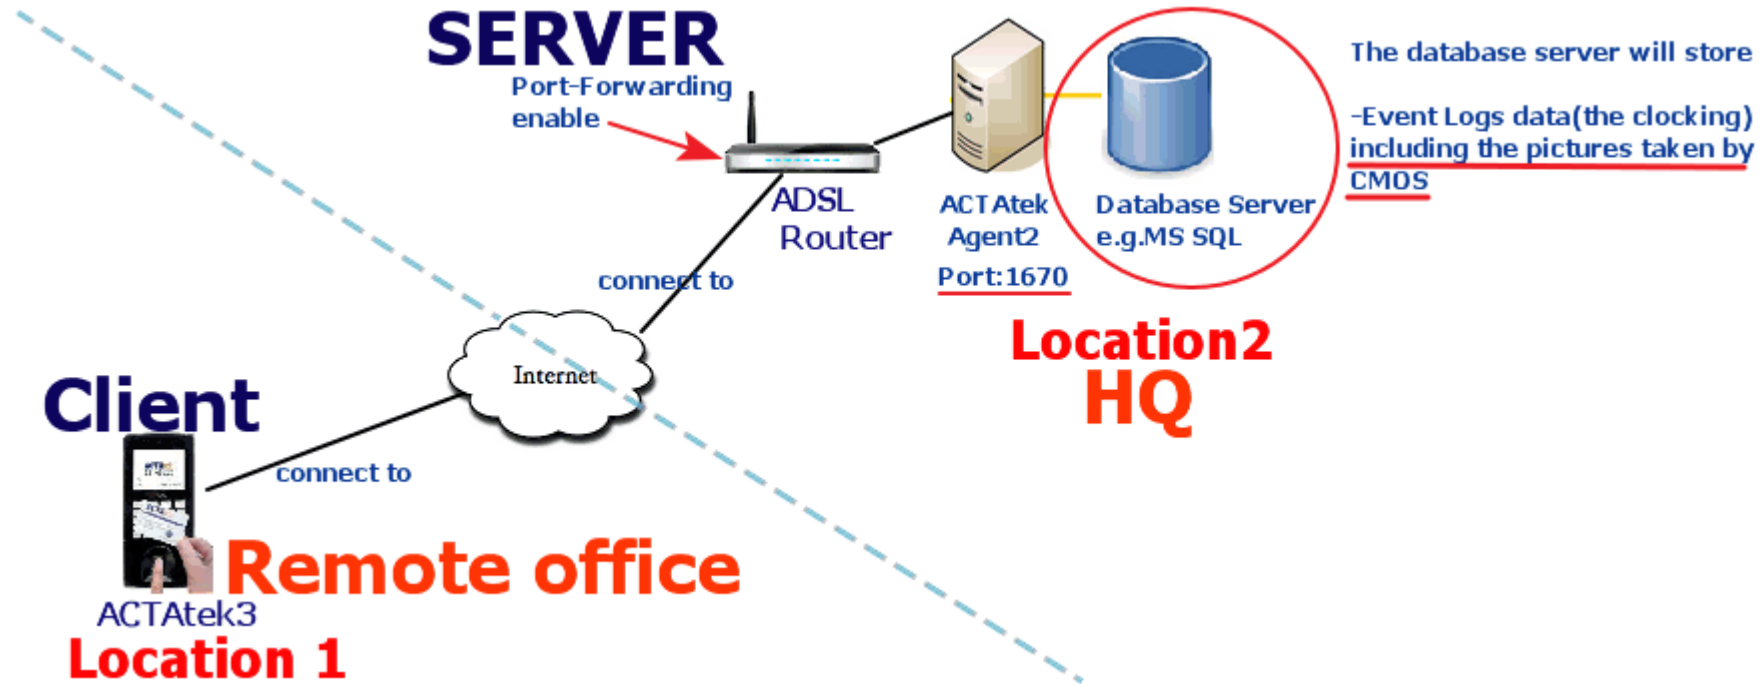 SERVER
Port-Forwarding
enable
ADSL
Router
ACTAtek
Agent2
Port:1670
Database Server
e.g.MS SQL
The database server will store
-Event Logs data(the clocking)
including the pictures taken by
CMOS
Location2
HQ
connect to
Internet
Client
connect to
Remote office
ACTAtek3
Location 1